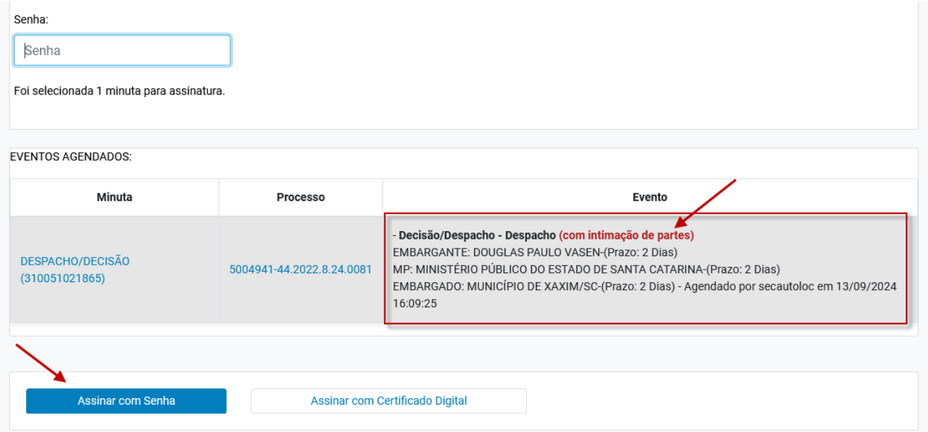 Senha:
Senha
Foi selecionada 1 minuta para assinatura.
EVENTOS AGENDADOS:
Minuta
Processo
Evento
DESPACHO/DECISÃO
(310051021865)
5004941-44.2022.8.24.0081
- Decisão/Despacho - Despacho (com intimação de partes)
EMBARGANTE: DOUGLAS PAULO VASEN-(Prazo: 2 Dias)
MP: MINISTÉRIO PÚBLICO DO ESTADO DE SANTA CATARINA-(Prazo: 2 Dias)
EMBARGADO: MUNICÍPIO DE XAXIM/SC-(Prazo: 2 Dias) - Agendado por secautoloc em 13/09/2024
16:09:25
Assinar com Senha
Assinar com Certificado Digital